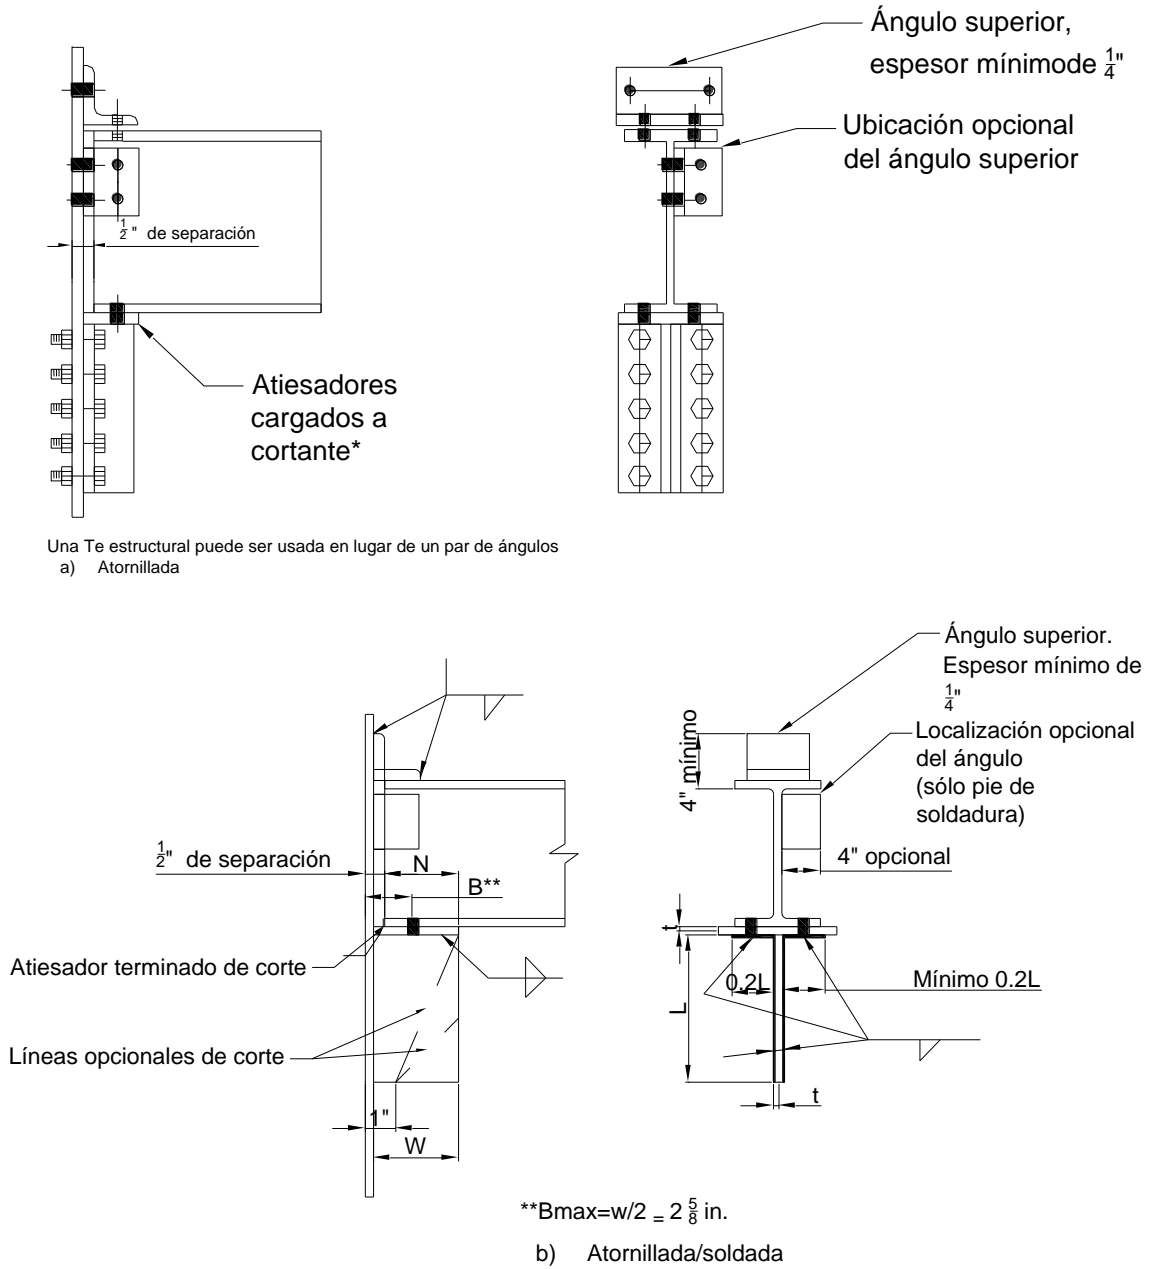 Ángulo superior,
espesor mínimode 1/4"
Ubicación opcional
del ángulo superior
1/2" de separación
Atiesadores
cargados a
cortante*
Una Te estructural puede ser usada en lugar de un par de ángulos
a) Atornillada
Ángulo superior.
Espesor mínimo de
1/4"
4" mínimo
Localización opcional
del ángulo
(sólo pie de
soldadura)
1/2" de separación
N
B**
4" opcional
t
Atiesador terminado de corte
0.2L
Mínimo 0.2L
L
Líneas opcionales de corte
t
1"
W
**Bmax=w/2 = 2 5/8 in.
b) Atornillada/soldada